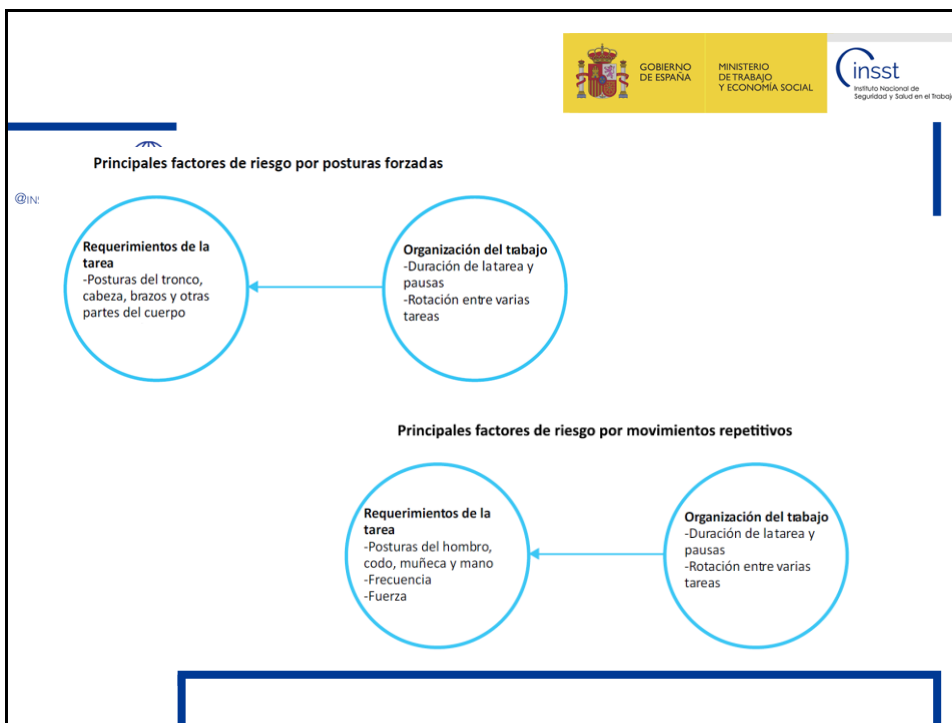 GOBIERNO
DE ESPAÑA
MINISTERIO
DE TRABAJO
Y ECONOMÍA SOCIAL
insst
Instituto Nacional de
Seguridad y Salud en el Trabajo
Principales factores de riesgo por posturas forzadas
@INS
Requerimientos de la
tarea
-Posturas del tronco,
cabeza, brazos y otras
partes del cuerpo
Organización del trabajo
-Duración de la tarea y
pausas
-Rotación entre varias
tareas
Principales factores de riesgo por movimientos repetitivos
Requerimientos de la
tarea
-Posturas del hombro,
codo, muñeca y mano
-Frecuencia
-Fuerza
Organización del trabajo
-Duración de la tarea y
pausas
-Rotación entre varias
tareas